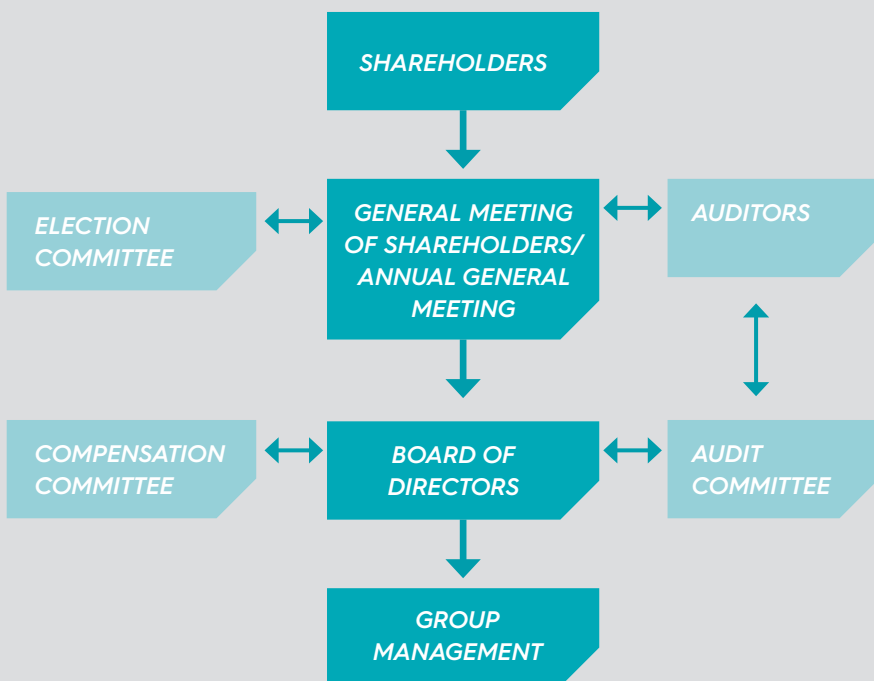 SHAREHOLDERS
ELECTION
COMMITTEE
GENERAL MEETING
OF SHAREHOLDERS/
ANNUAL GENERAL
MEETING
AUDITORS
COMPENSATION
COMMITTEE
BOARD OF
DIRECTORS
AUDIT
COMMITTEE
GROUP
MANAGEMENT